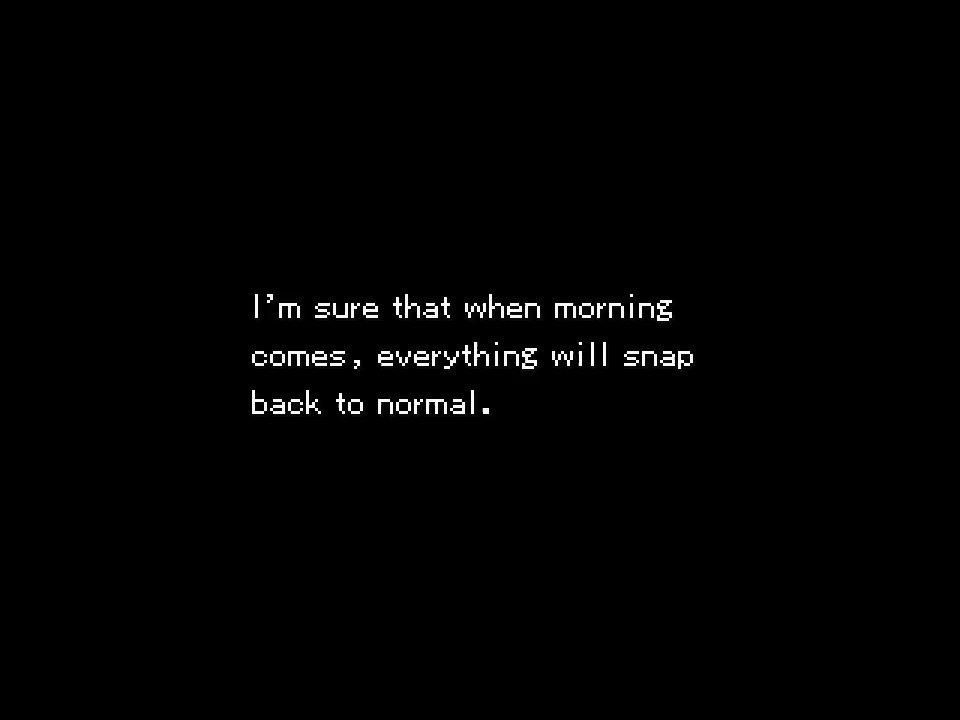 I'm sure that when morning
comes, everything will snap
back to normal.